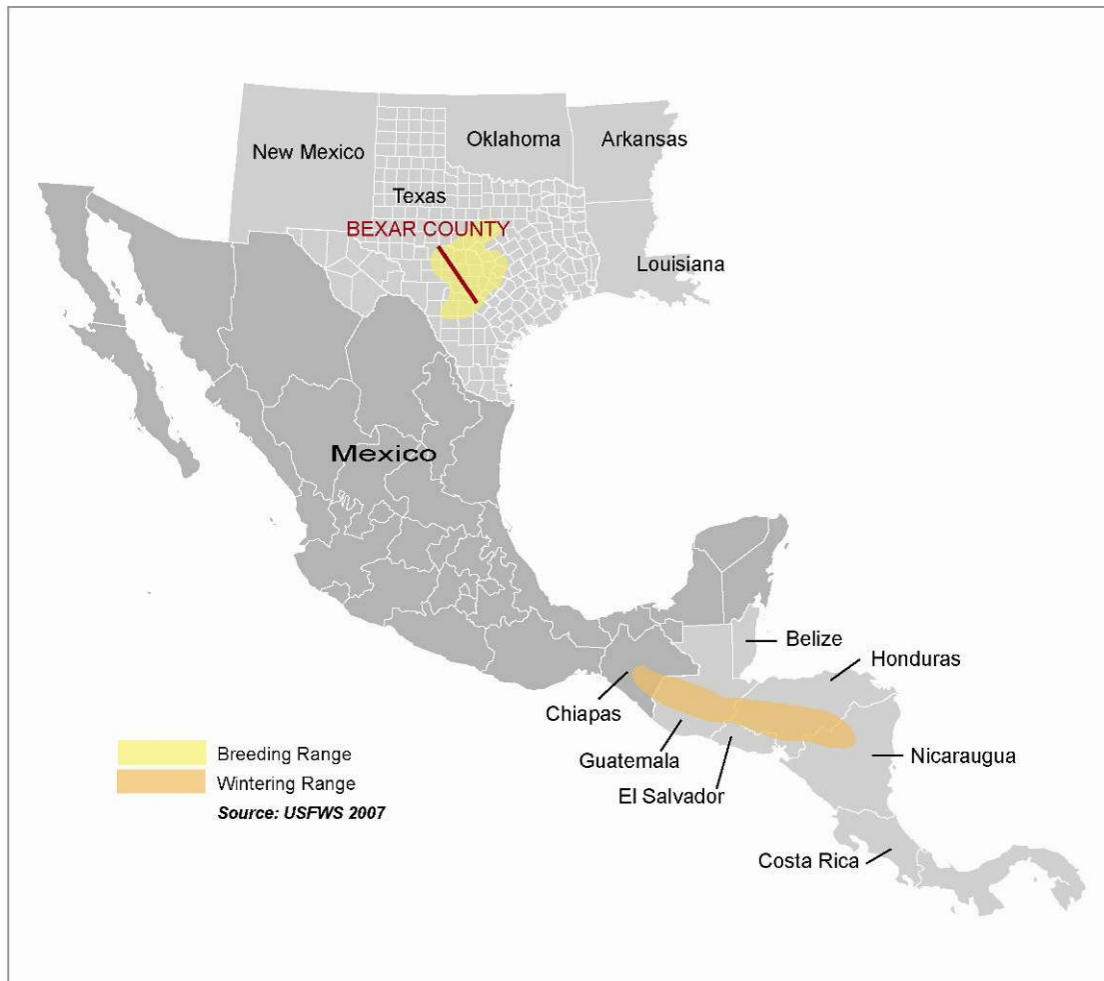 New Mexico
Oklahoma
Arkansas
Texas
BEXAR COUNTY
Louisiana
Mexico
Belize
Honduras
Chiapas
Guatemala
Nicaraugua
El Salvador
Costa Rica
Breeding Range
Wintering Range
Source: USFWS 2007